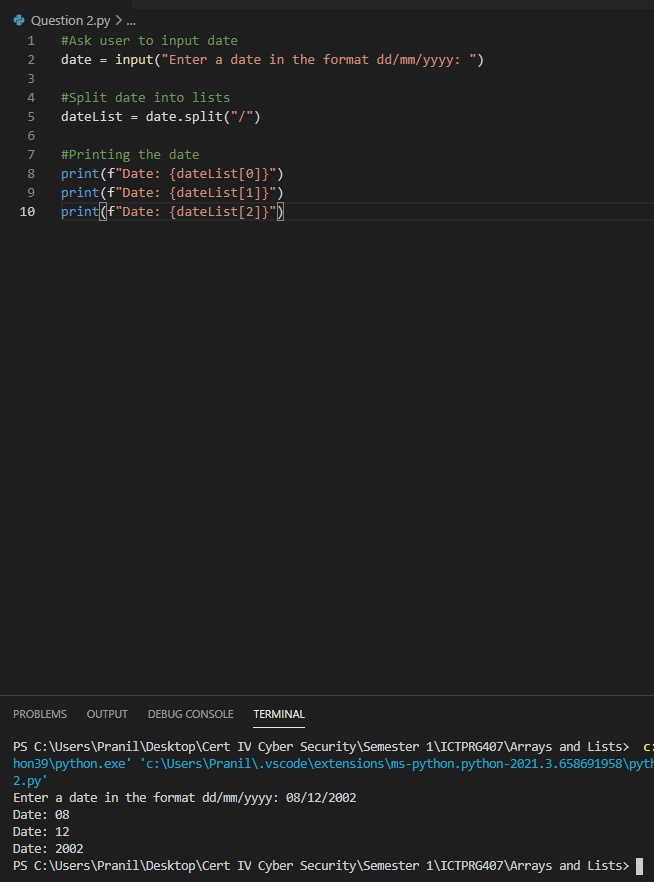 Question 2.py > ...
1 #Ask user to input date
2 date = input("Enter a date in the format dd/mm/yyyy: ")
3
4 #Split date into lists
5 dateList = date.split("/")
6
7 #Printing the date
8 print(f"Date: {dateList[0]}")
9 print(f"Date: {dateList[1]}")
10 print(f"Date: {dateList[2]}")
PROBLEMS OUTPUT DEBUG CONSOLE TERMINAL
PS C:\Users\Pranil\Desktop\Cert IV Cyber Security\Semester 1\ICTPRG407\Arrays and Lists> c:
hon39\python.exe' 'c:\Users\Pranil\.vscode\extensions\ms-python.python-2021.3.658691958\pyth
2.py'
Enter a date in the format dd/mm/yyyy: 08/12/2002
Date: 08
Date: 12
Date: 2002
PS C:\Users\Pranil\Desktop\Cert IV Cyber Security\Semester 1\ICTPRG407\Arrays and Lists>